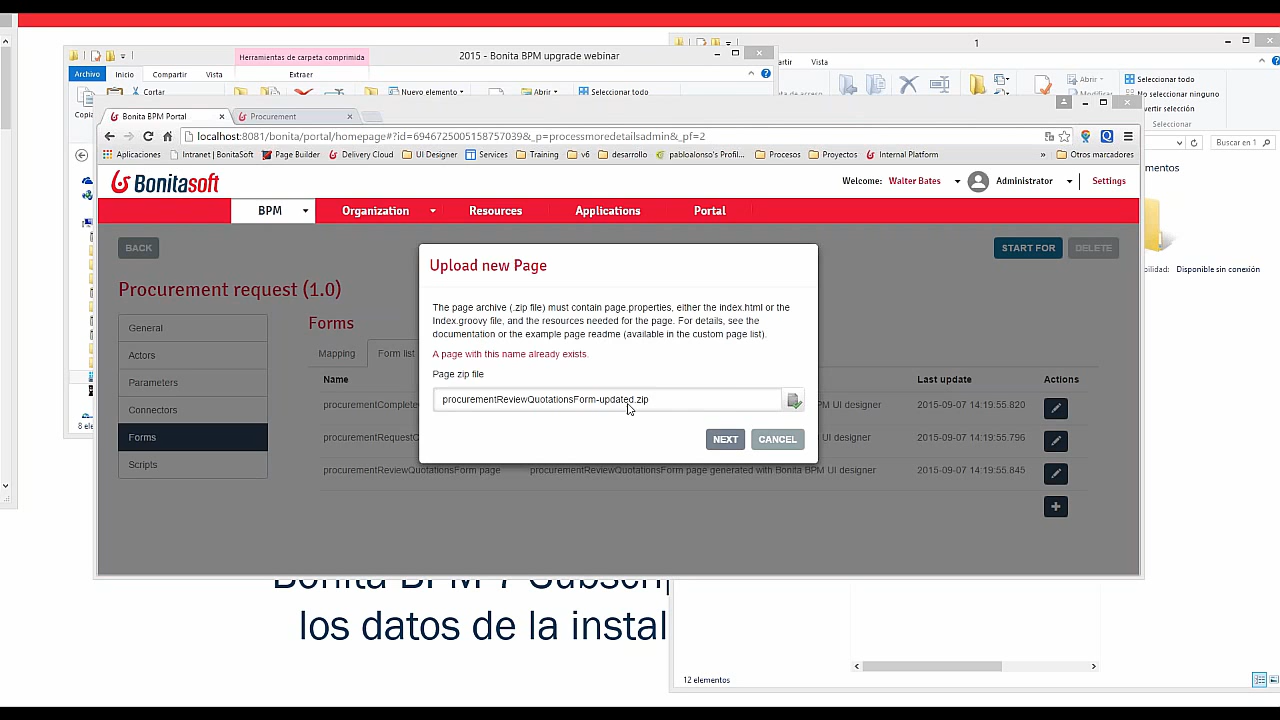 Herramientas de carpeta comprimida
2015 - Bonita BPM upgrade webinar
1
Archivo
Inicio
Compartir
Vista
Extraer
Vista
Cortar
Nuevo elemento
Abrir
Seleccionar todo
Abrir
Seleccionar todo
No seleccionar ninguno
Seleccionar
Buscar en 1
Bonita BPM Portal
Procurement
localhost:8081/bonita/portal/homepage#?id=694672500158757039&_p=processmoredetailsadmin&_pf=2
Aplicaciones
Intranet | BonitaSoft
Page Builder
Delivery Cloud
UI Designer
Services
Training
v6
desarrollo
pabloalonso's Profil...
Procesos
Proyectos
Internal Platform
»
Otros marcadores
Bonitasoft
Welcome:
Walter Bates
Administrator
Settings
BPM
Organization
Resources
Applications
Portal
BACK
START FOR
DELETE
Procurement request (1.0)
General
Actors
Parameters
Connectors
Forms
Scripts
Forms
Mapping
Form list
Name
Last update
Actions
2015-09-07 14:19:55.820
2015-09-07 14:19:55.796
procurementReviewQuotationsForm page
procurementReviewQuotationsForm page generated with Bonita BPM UI designer
2015-09-07 14:19:55.845
Upload new Page
The page archive (.zip file) must contain page.properties, either the index.html or the
Index.groovy file, and the resources needed for the page. For details, see the
documentation or the example page readme (available in the custom page list).
A page with this name already exists.
Page zip file
procurementReviewQuotationsForm-updated.zip
NEXT
CANCEL
Disponible sin conexión
los datos de la instal
12 elementos